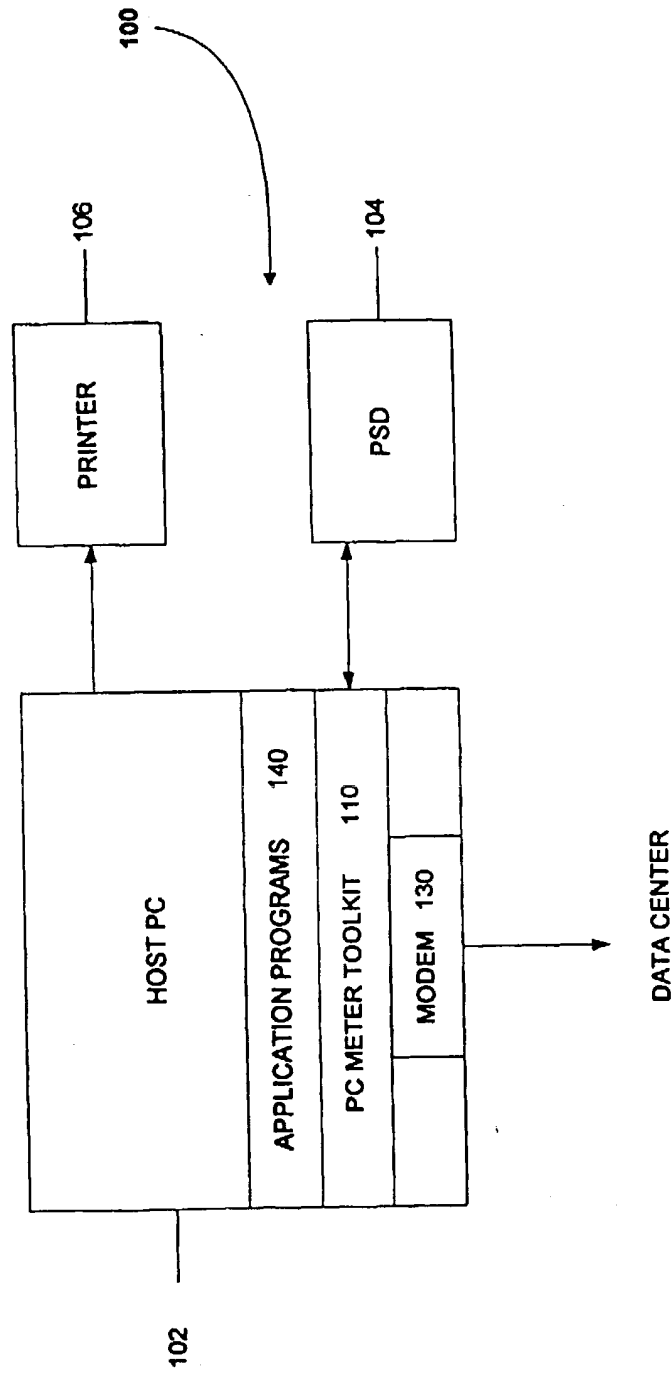 100
106
PRINTER
104
PSD
HOST PC
APPLICATION PROGRAMS 140
PC METER TOOLKIT 110
MODEM 130
102
DATA CENTER